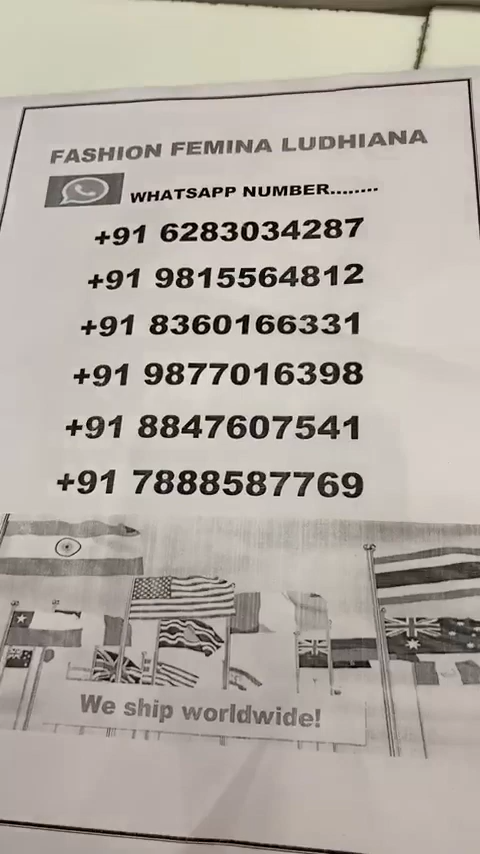 FASHION FEMINA LUDHIANA
WHATSAPP NUMBER........
+91 6283034287
+91 9815564812
+91 8360166331
+91 9877016398
+91 8847607541
+91 7888587769
We ship worldwide!